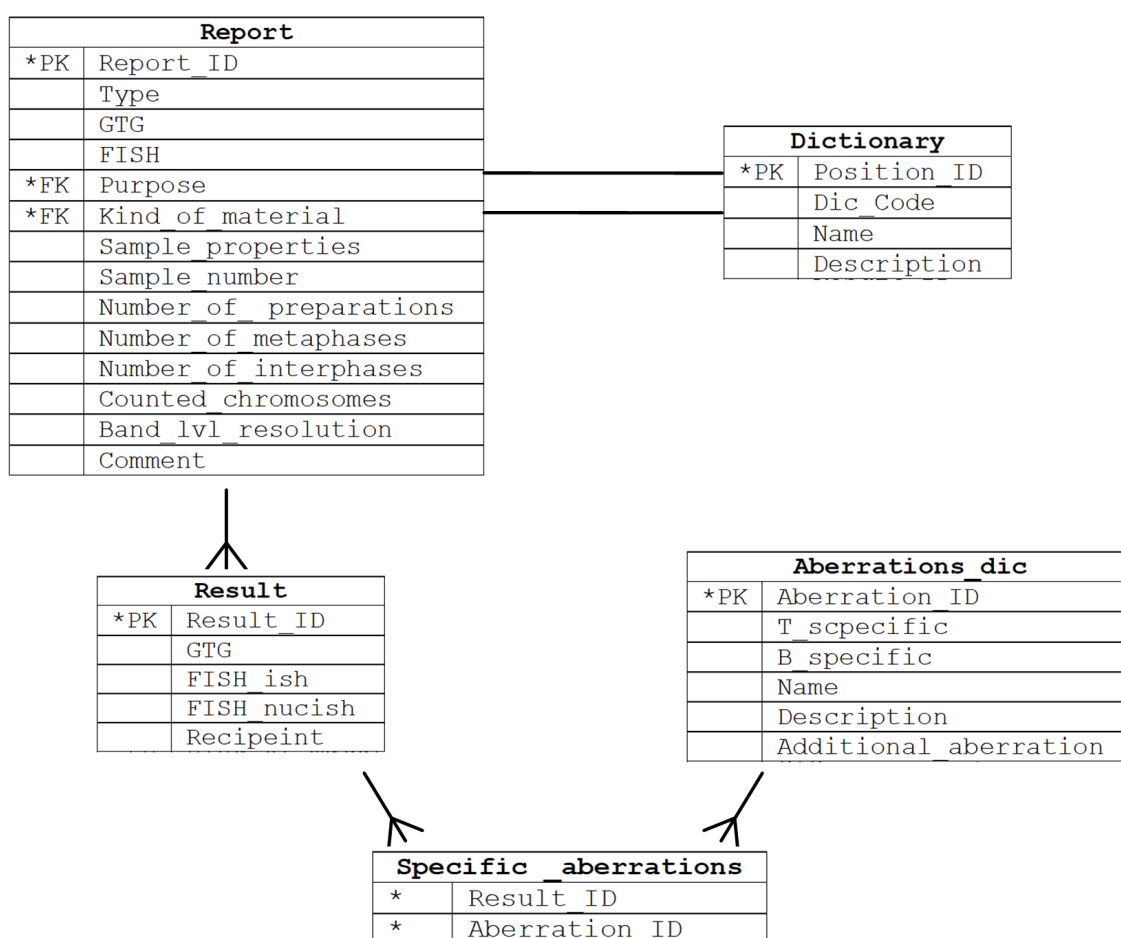 Report
*PK Report_ID
Type
GTG
FISH
*FK Purpose
*FK Kind_of_material
Sample_properties
Sample_number
Number_of_ preparations
Number_of_metaphases
Number_of_interphases
Counted_chromosomes
Band_lvl_resolution
Comment
Dictionary
*PK Position_ID
Dic_Code
Name
Description
Result
*PK Result_ID
GTG
FISH_ish
FISH_nucish
Recipeint
Aberrations_dic
*PK Aberration_ID
T_scpecific
B_specific
Name
Description
Additional_aberration
Specific _aberrations
* Result_ID
* Aberration_ID